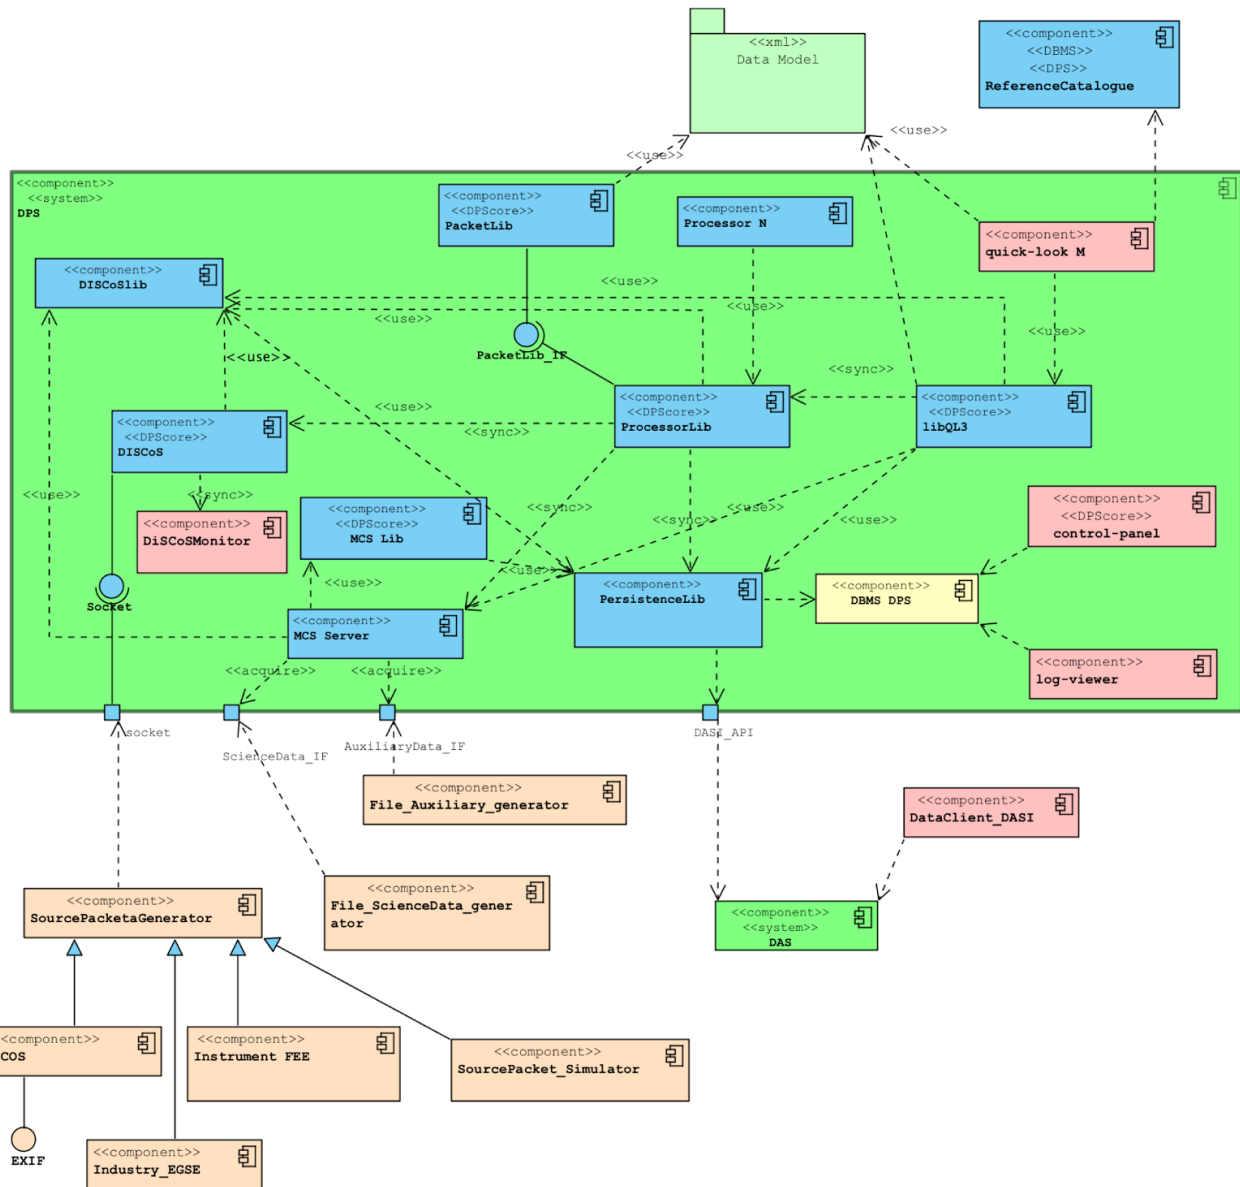 <<xml>>
Data Model
<<component>>
<<DBMS>>
<<DPS>>
ReferenceCatalogue
<<use>>
<<use>>
<<component>>
<<system>>
DPS
<<component>>
<<DPScore>>
PacketLib
<<component>>
Processor N
<<component>>
quick-look M
<<component>>
DISCoSlib
<<use>>
<<use>>
<<use>>
<<use>>
<<use>>
PacketLib_IF
<<sync>>
<<component>>
<<DPScore>>
ProcessorLib
<<component>>
<<DPScore>>
libQL3
<<use>>
<<component>>
<<DPScore>>
DISCoS
<<sync>>
<<use>>
<<sync>>
<<component>>
DiSCoSMonitor
<<component>>
<<DPScore>>
MCS Lib
<<sync>>
<<sync>>
<<use>>
<<use>>
<<component>>
<<DPScore>>
control-panel
<<use>>
<<use>>
<<component>>
PersistenceLib
<<component>>
DBMS DPS
Socket
<<component>>
MCS Server
<<acquire>>
<<acquire>>
<<component>>
log-viewer
socket
ScienceData_IF
AuxiliaryData_IF
DASI_API
<<component>>
File_Auxiliary_generator
<<component>>
DataClient_DASI
<<component>>
File_ScienceData_gener
ator
<<component>>
SourcePacketaGenerator
<<component>>
<<system>>
DAS
<component>>
COS
<<component>>
Instrument FEE
<<component>>
SourcePacket_Simulator
EXIF
<<component>>
Industry_EGSE